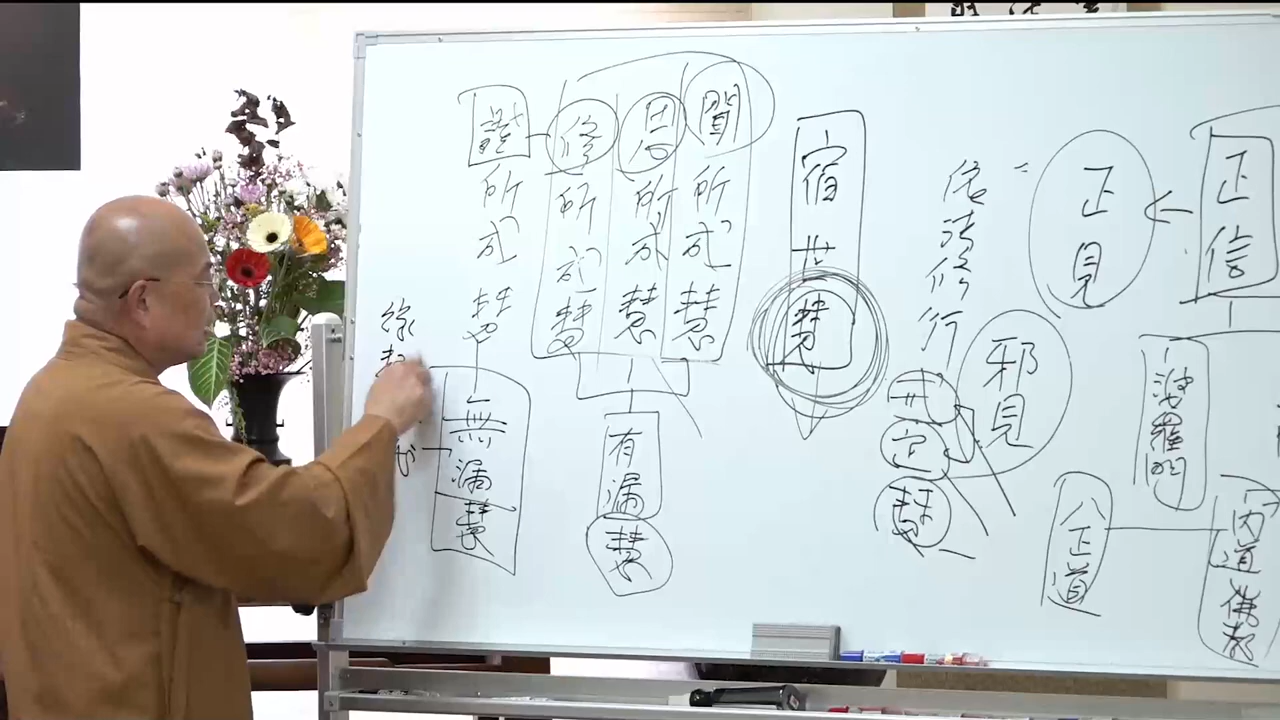 正信
婆羅門
內道佛教
正見
八正道
邪見
依法修行
戒
定
慧
宿世慧
聞所成慧
思所成慧
修所成慧
有漏慧
證所成慧
無漏慧